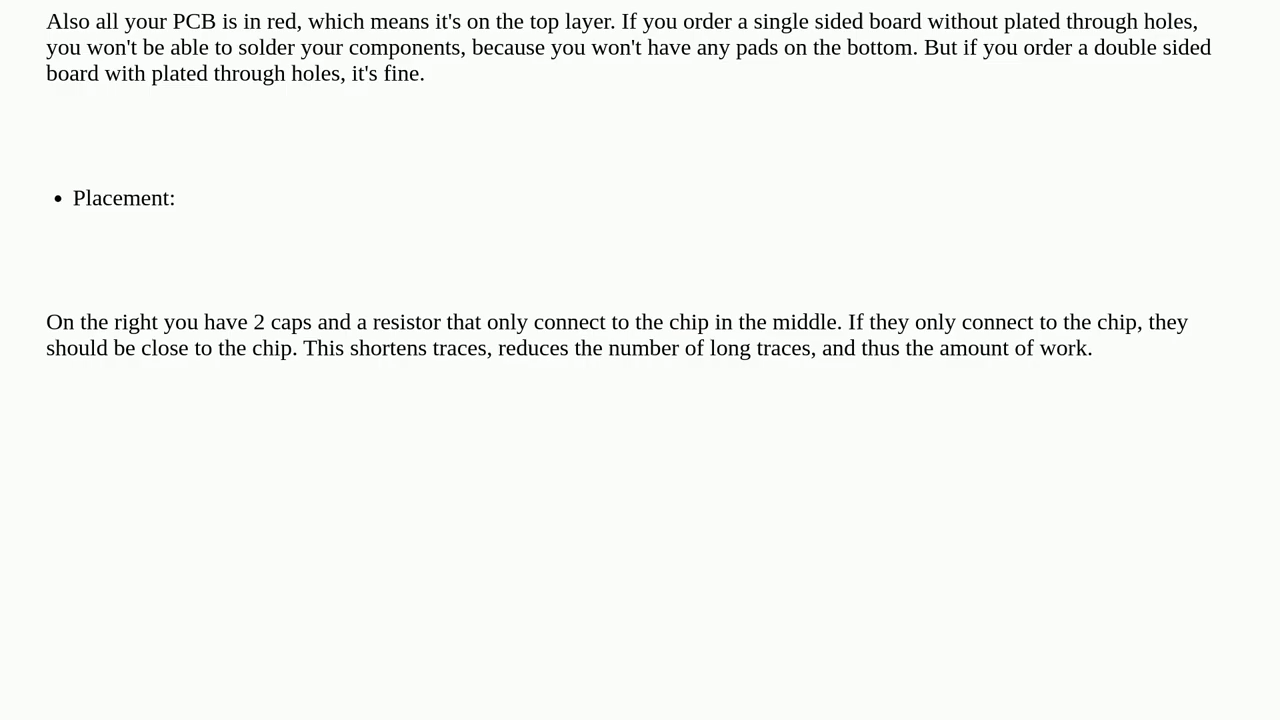 Also all your PCB is in red, which means it's on the top layer. If you order a single sided board without plated through holes,
you won't be able to solder your components, because you won't have any pads on the bottom. But if you order a double sided
board with plated through holes, it's fine.
• Placement:
On the right you have 2 caps and a resistor that only connect to the chip in the middle. If they only connect to the chip, they
should be close to the chip. This shortens traces, reduces the number of long traces, and thus the amount of work.